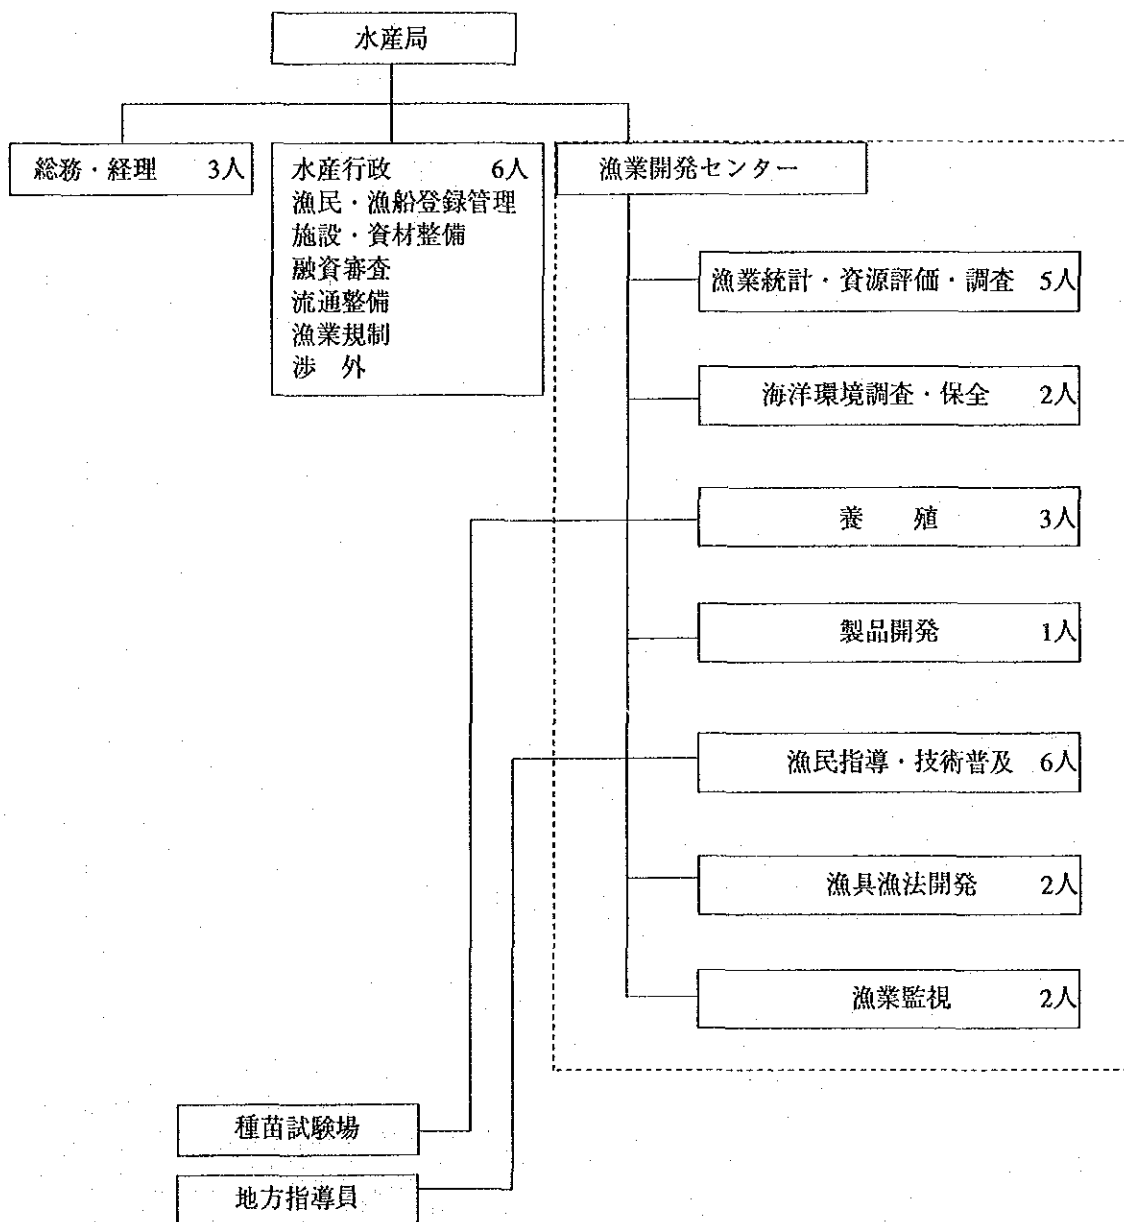 水産局
総務・経理 3人
水産行政 6人
漁民・漁船登録管理
施設・資材整備
融資審査
流通整備
漁業規制
渉 外
漁業開発センター
漁業統計・資源評価・調査 5人
海洋環境調査・保全 2人
養 殖 3人
製品開発 1人
漁民指導・技術普及 6人
漁具漁法開発 2人
漁業監視 2人
種苗試験場
地方指導員